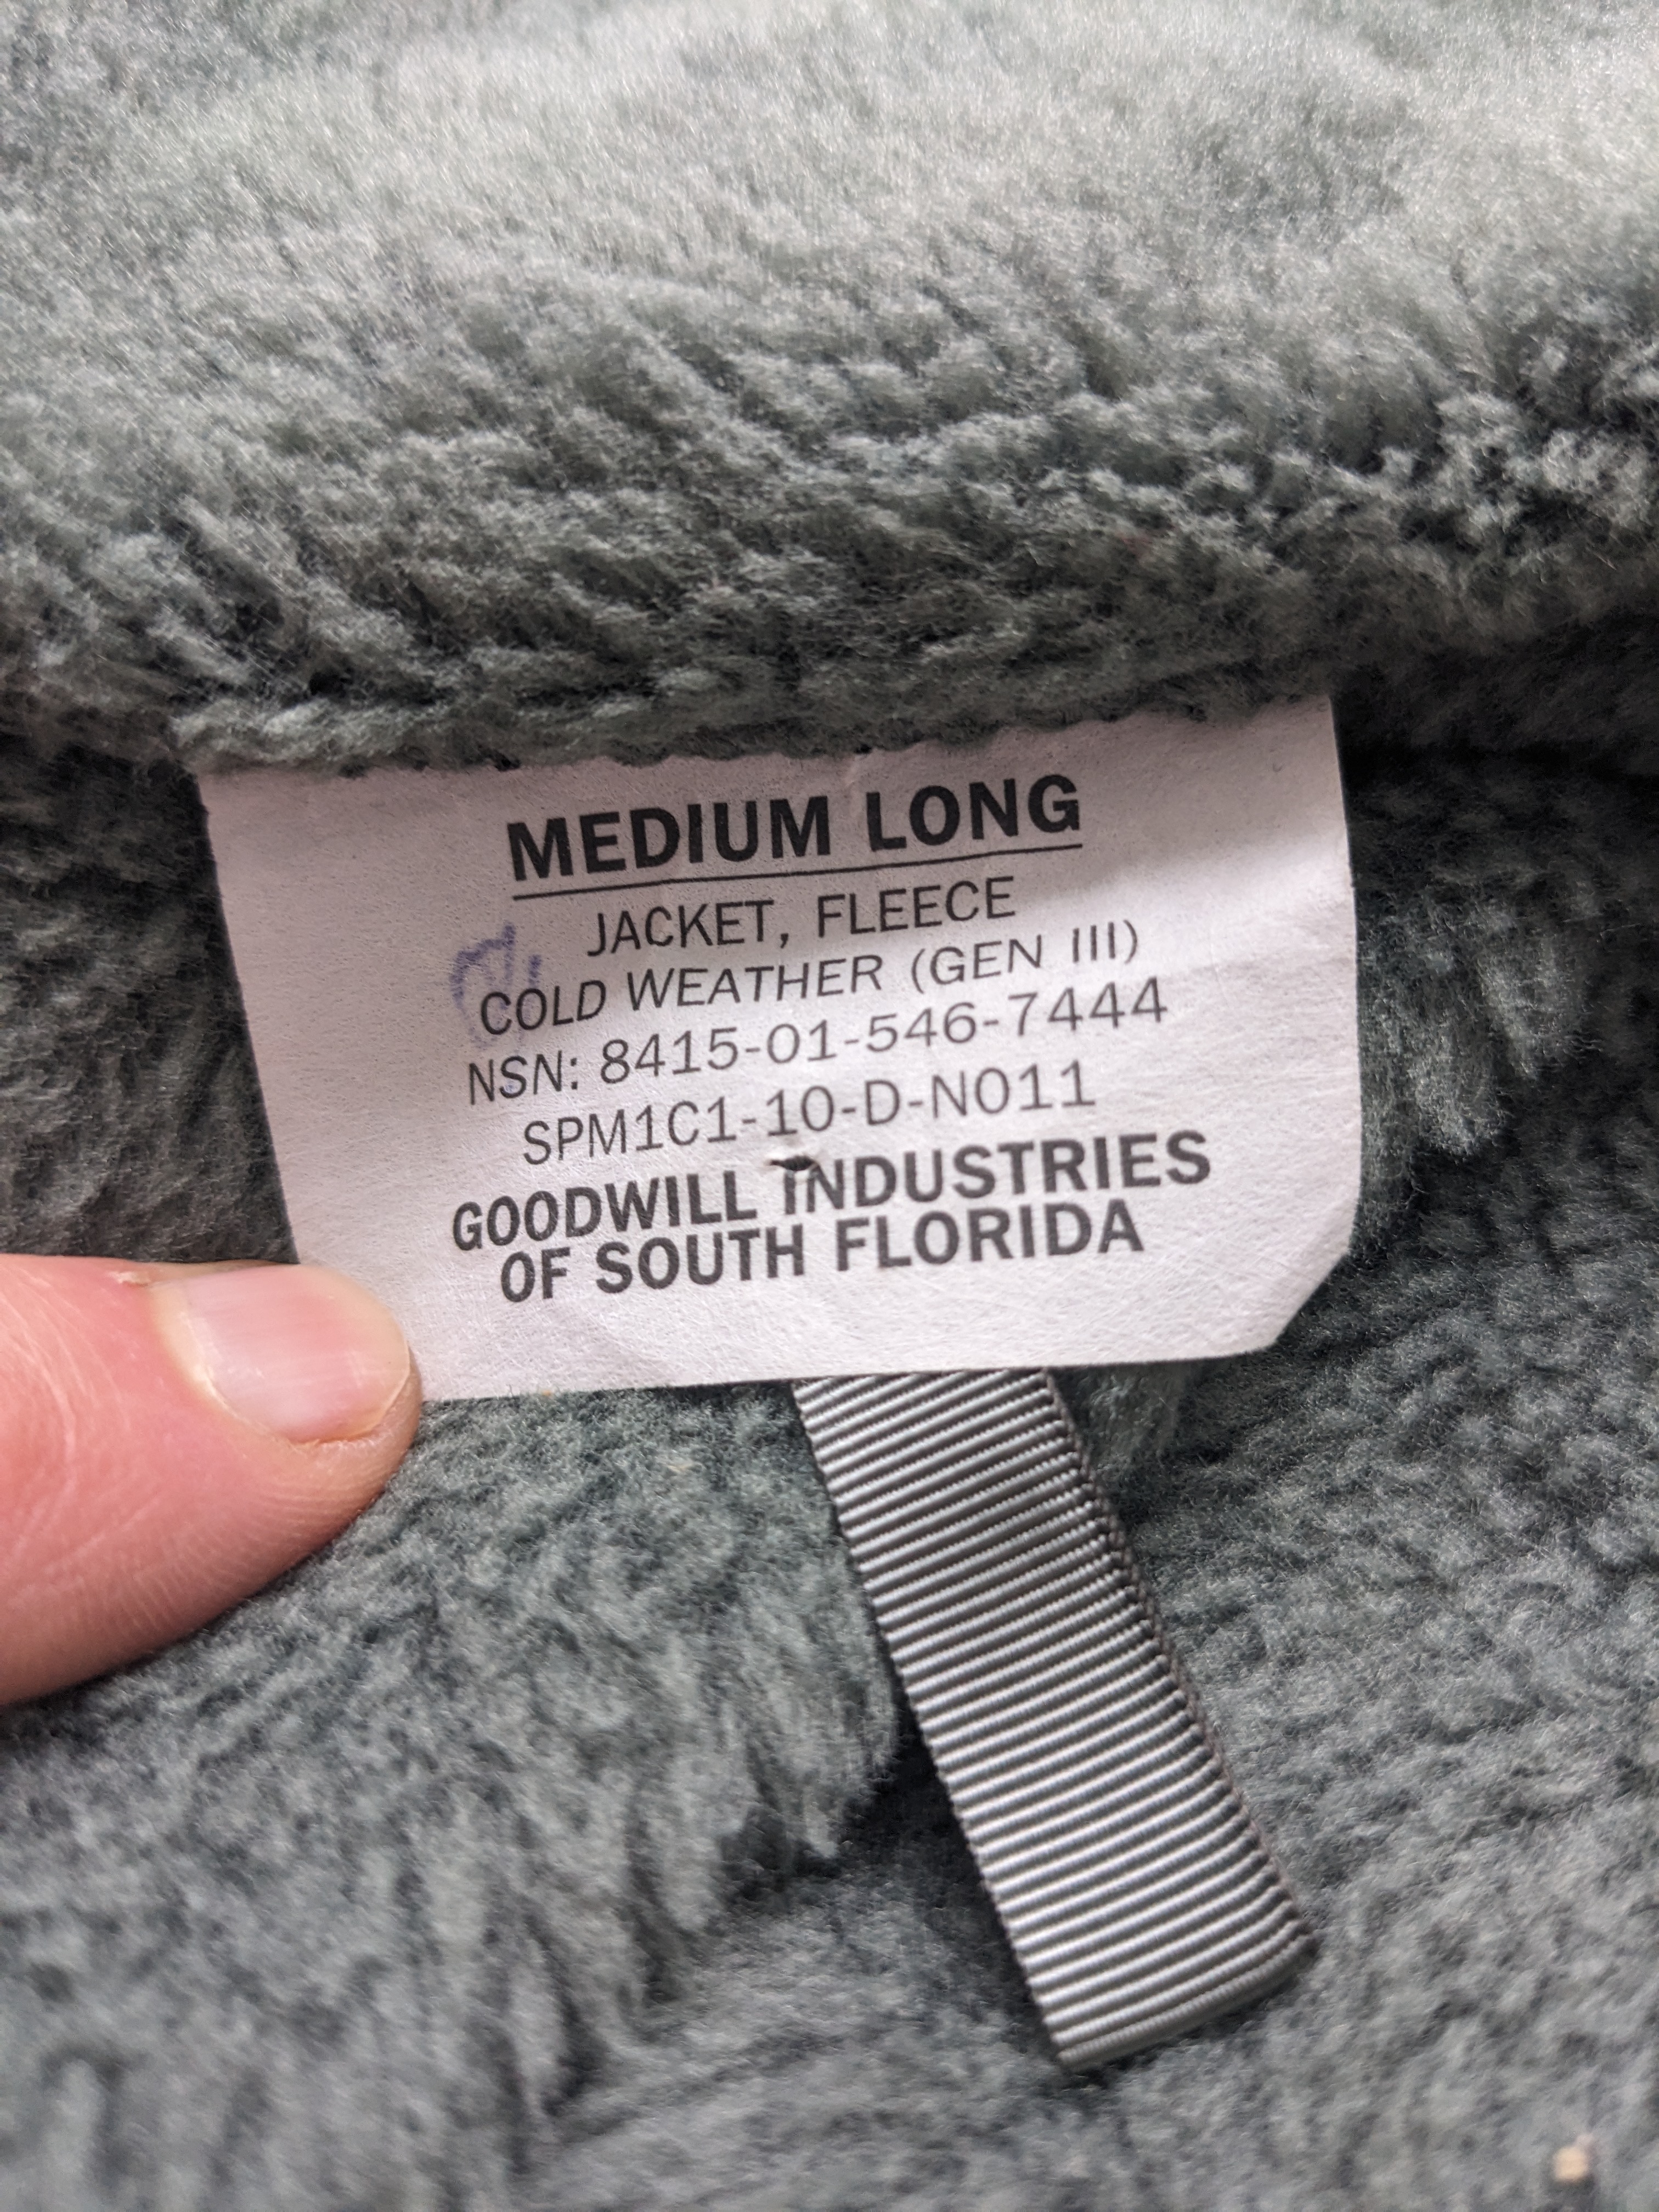 MEDIUM LONG
JACKET, FLEECE
COLD WEATHER (GEN III)
NSN: 8415-01-546-7444
SPM1C1-10-D-N011
GOODWILL INDUSTRIES
OF SOUTH FLORIDA